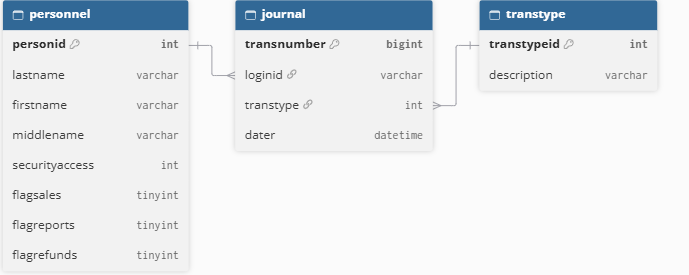 personnel
personid int
lastname varchar
firstname varchar
middlename varchar
securityaccess int
flagsales tinyint
flagreports tinyint
flagrefunds tinyint
journal
transnumber bigint
loginid varchar
transtype int
dater datetime
transtype
transtypeid int
description varchar